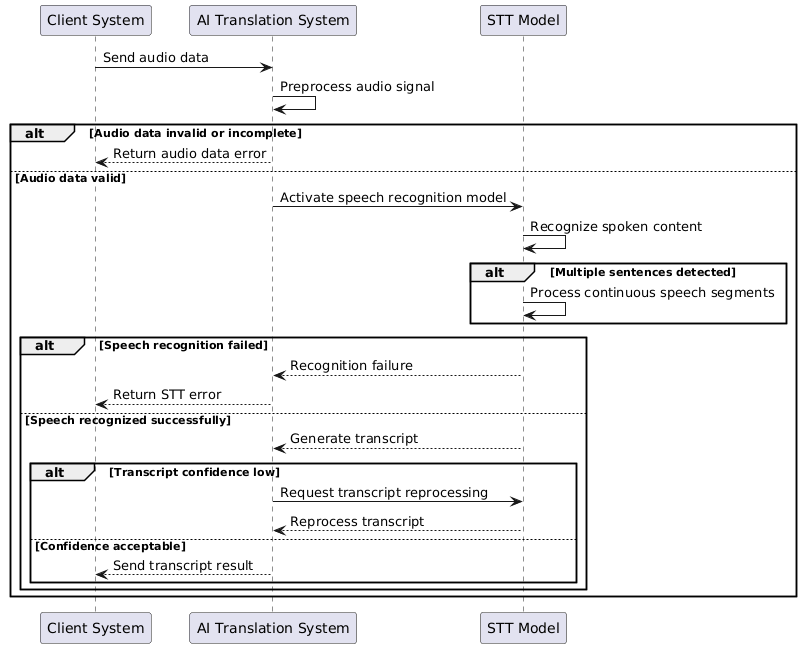 Client System
AI Translation System
STT Model
Send audio data
Preprocess audio signal
alt
[Audio data invalid or incomplete]
Return audio data error
[Audio data valid]
Activate speech recognition model
Recognize spoken content
alt
[Multiple sentences detected]
Process continuous speech segments
alt
[Speech recognition failed]
Recognition failure
Return STT error
[Speech recognized successfully]
Generate transcript
alt
[Transcript confidence low]
Request transcript reprocessing
Reprocess transcript
[Confidence acceptable]
Send transcript result
Client System
AI Translation System
STT Model